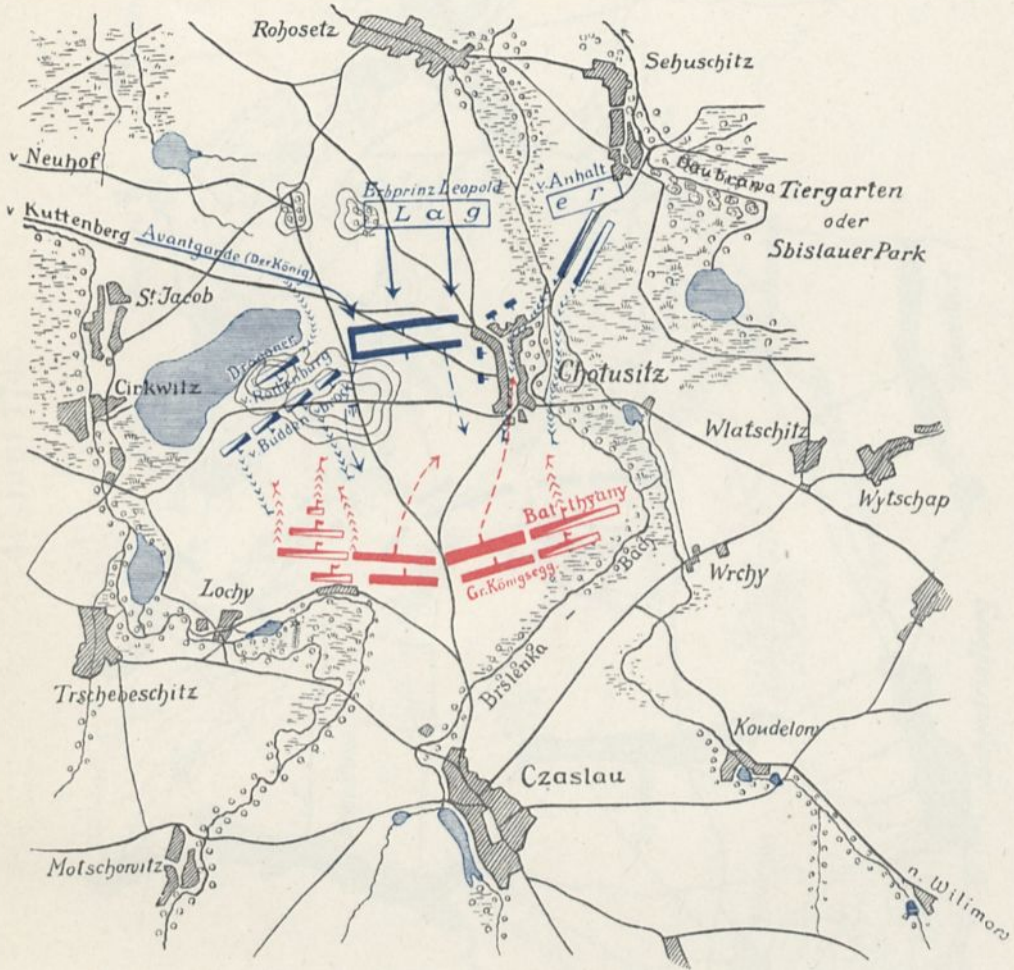 Rohosetz
Sehuschitz
v Neuhof
Erbprinz Leopold
L a g
v. Anhalt
e r
Daubrawa
Tiergarten
oder
Sbislauer Park
v Kuttenberg
Avantgarde (Der König)
St Jacob
Dragoner
v. Rothenburg
Cirkwitz
v. Buddenbrock
Chotusitz
Wlatschitz
Wytschap
Batthyany
Gr. Königsegg.
Bach
Wrchy
Lochy
Brslenka
Trschebeschitz
Koudelow
Czaslau
Motschowitz
n. Wilimow